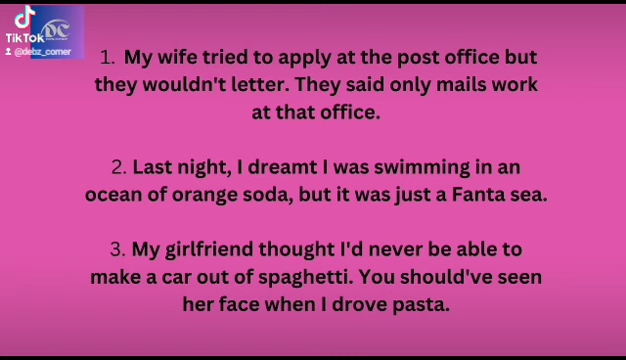 TikTok
@debz_corner
DC
1. My wife tried to apply at the post office but
they wouldn't letter. They said only mails work
at that office.
2. Last night, I dreamt I was swimming in an
ocean of orange soda, but it was just a Fanta sea.
3. My girlfriend thought I'd never be able to
make a car out of spaghetti. You should've seen
her face when I drove pasta.